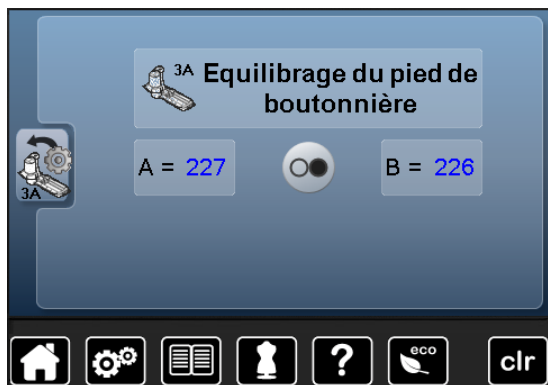 3A Equilibrage du pied de
boutonnière
A = 227
B = 226
3A
?
eco
clr